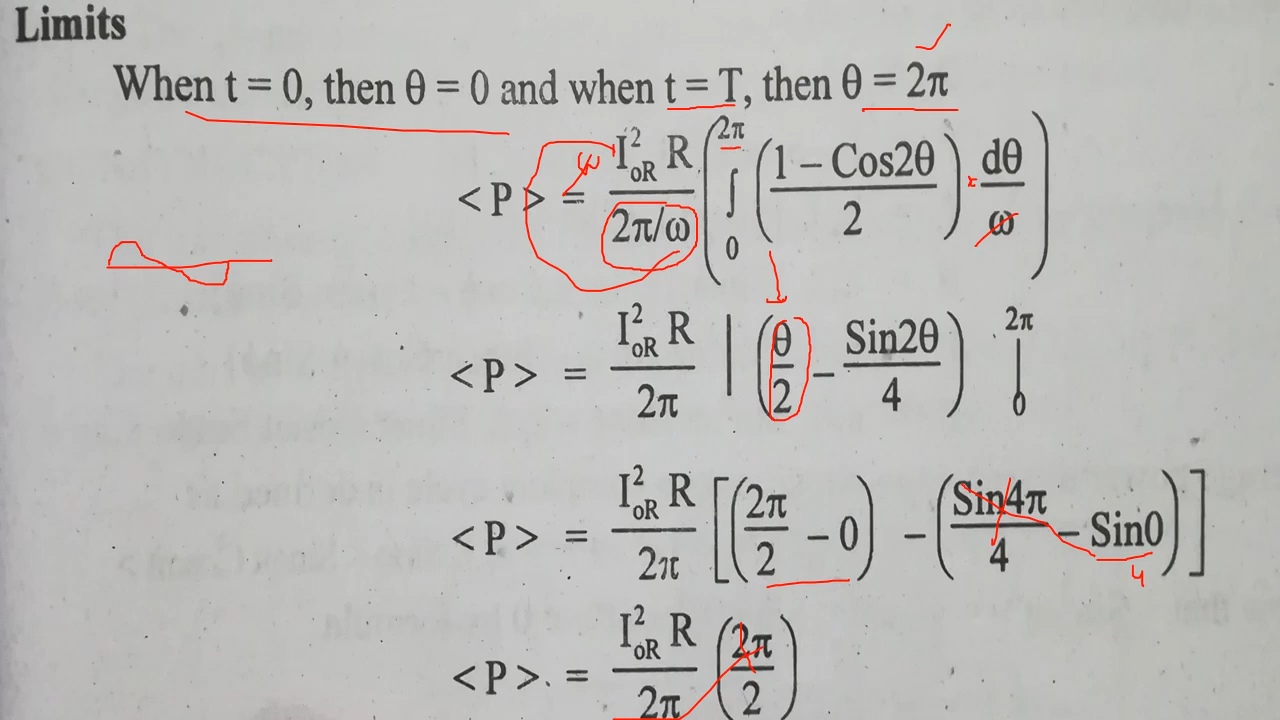 Limits
When t = 0, then θ = 0 and when t = T, then θ = 2π
< P > = ω I²oR R / 2π/ω ( ∫ 2π 0 ( 1 – Cos2θ / 2 ) × dθ / ω )
< P > = I²oR R / 2π | ( θ / 2 – Sin2θ / 4 ) | 2π 0
< P > = I²oR R / 2π [ ( 2π / 2 – 0 ) – ( Sin4π / 4 – Sin0 / 4 ) ]
< P > = I²oR R / 2π ( 2π / 2 )